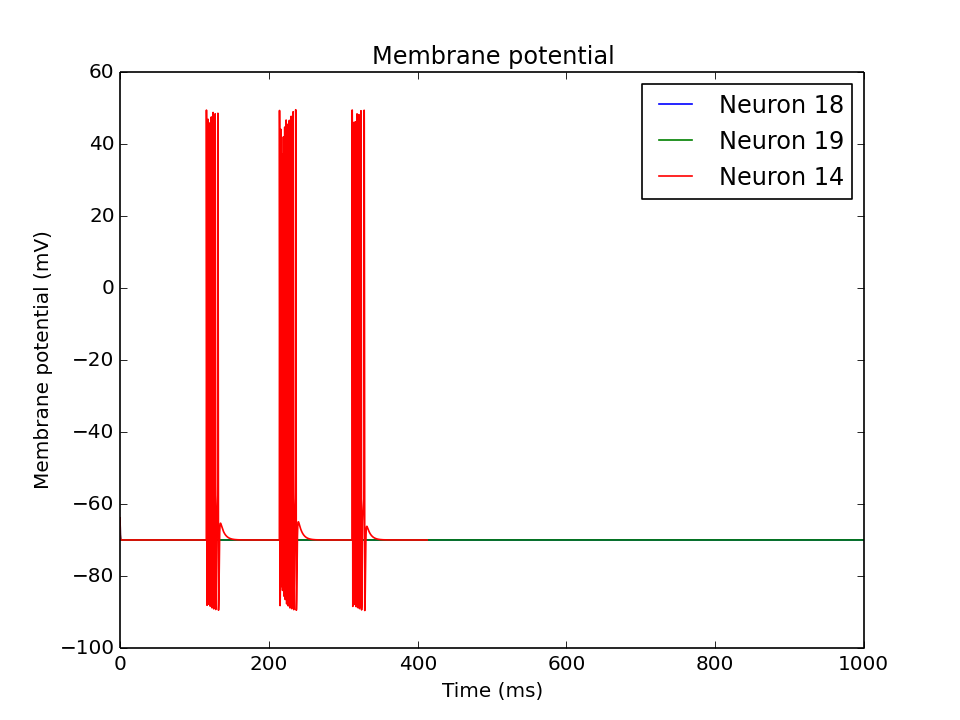 Membrane potential
60
40
20
0
−20
−40
−60
−80
−100
Membrane potential (mV)
Neuron 18
Neuron 19
Neuron 14
0 200 400 600 800 1000
Time (ms)